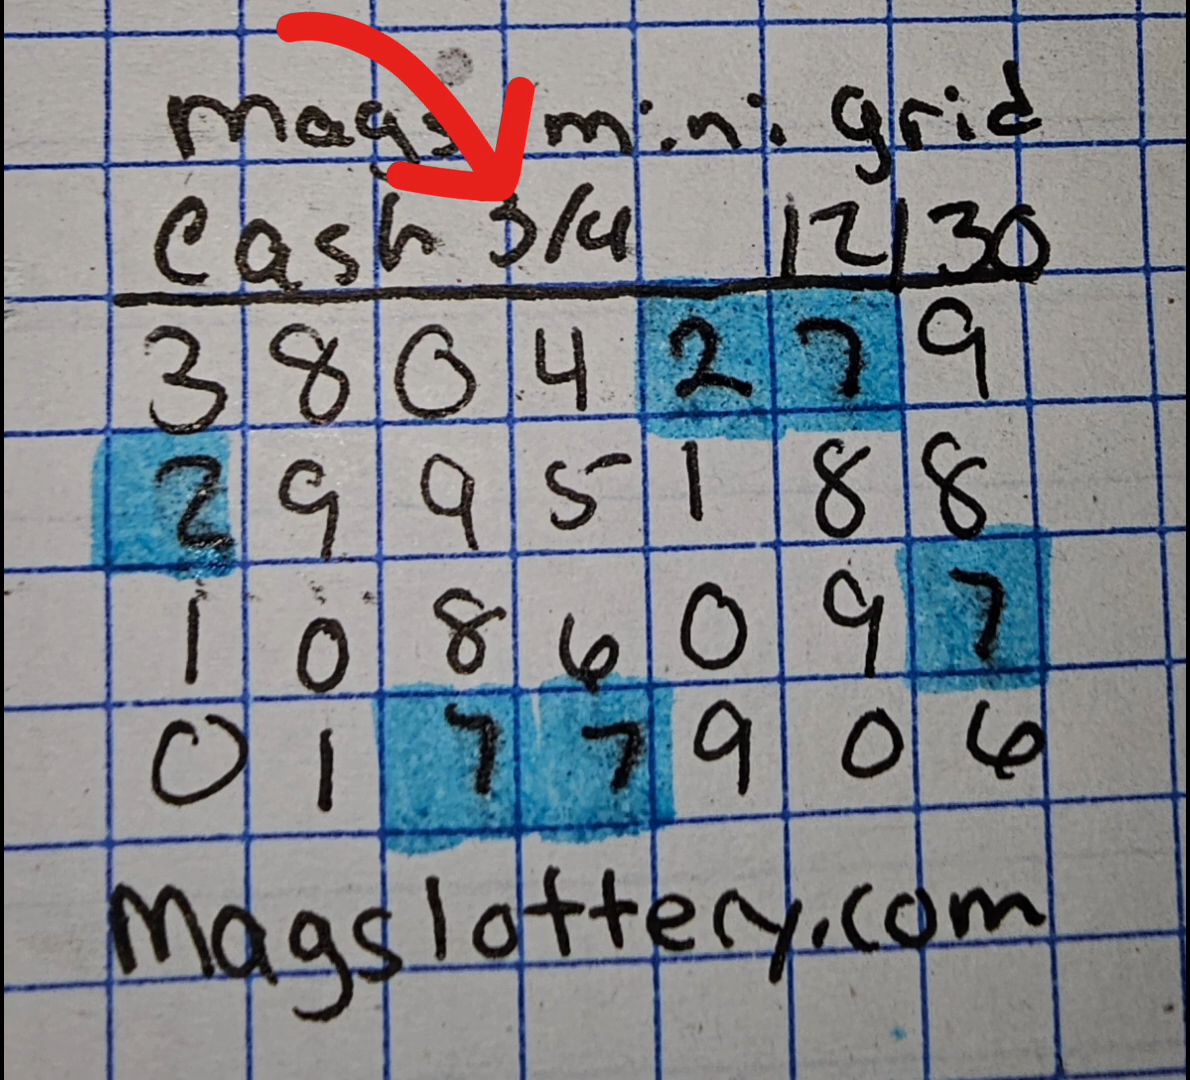 mags mini grid
Cash 3/4 12/30
3 8 0 4 2 7 9
2 9 9 5 1 8 8
1 0 8 6 0 9 7
0 1 7 7 9 0 6
Magslottery.com